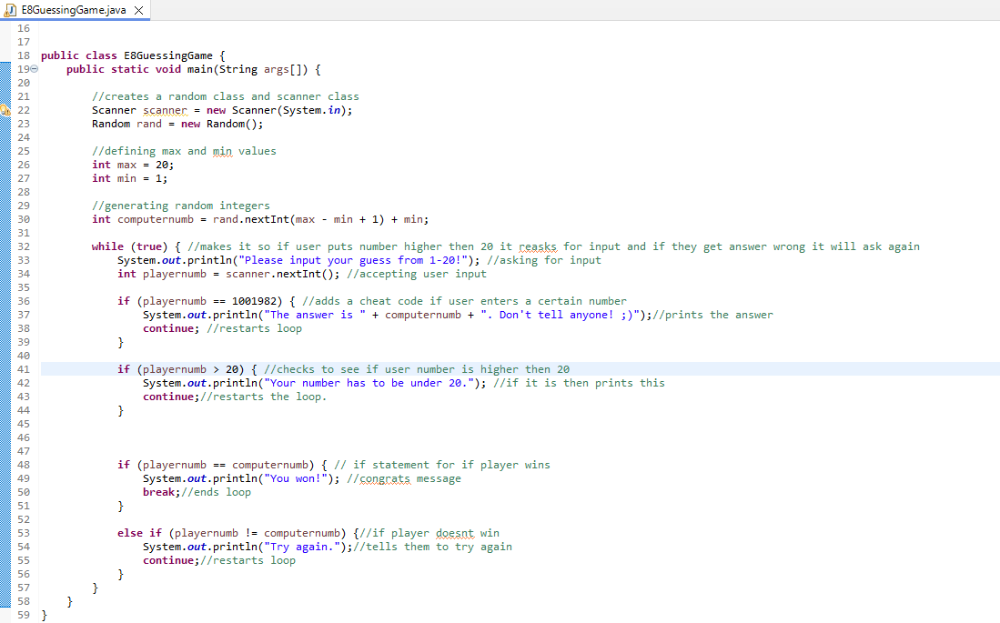 E8GuessingGame.java
16
17
18 public class E8GuessingGame {
19 public static void main(String args[]) {
20
21 //creates a random class and scanner class
22 Scanner scanner = new Scanner(System.in);
23 Random rand = new Random();
24
25 //defining max and min values
26 int max = 20;
27 int min = 1;
28
29 //generating random integers
30 int computernumb = rand.nextInt(max - min + 1) + min;
31
32 while (true) { //makes it so if user puts number higher then 20 it reasks for input and if they get answer wrong it will ask again
33 System.out.println("Please input your guess from 1-20!"); //asking for input
34 int playernumb = scanner.nextInt(); //accepting user input
35
36 if (playernumb == 1001982) { //adds a cheat code if user enters a certain number
37 System.out.println("The answer is " + computernumb + ". Don't tell anyone! ;)");//prints the answer
38 continue; //restarts loop
39 }
40
41 if (playernumb > 20) { //checks to see if user number is higher then 20
42 System.out.println("Your number has to be under 20."); //if it is then prints this
43 continue;//restarts the loop.
44 }
45
46
47
48 if (playernumb == computernumb) { // if statement for if player wins
49 System.out.println("You won!"); //congrats message
50 break;//ends loop
51 }
52
53 else if (playernumb != computernumb) {//if player doesnt win
54 System.out.println("Try again.");//tells them to try again
55 continue;//restarts loop
56 }
57 }
58 }
59 }